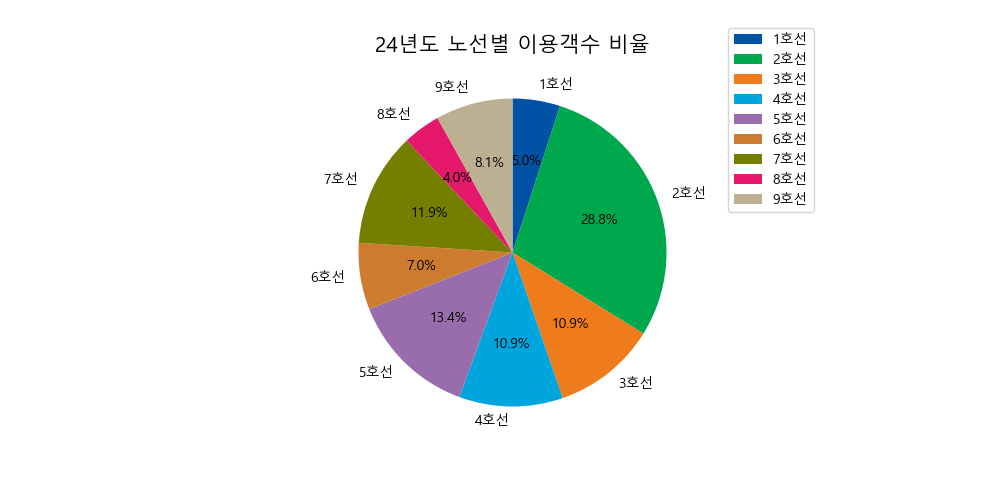 24년도 노선별 이용객수 비율
1호선
2호선
3호선
4호선
5호선
6호선
7호선
8호선
9호선
1호선
2호선
3호선
4호선
5호선
6호선
7호선
8호선
9호선
5.0%
28.8%
10.9%
10.9%
13.4%
7.0%
11.9%
4.0%
8.1%